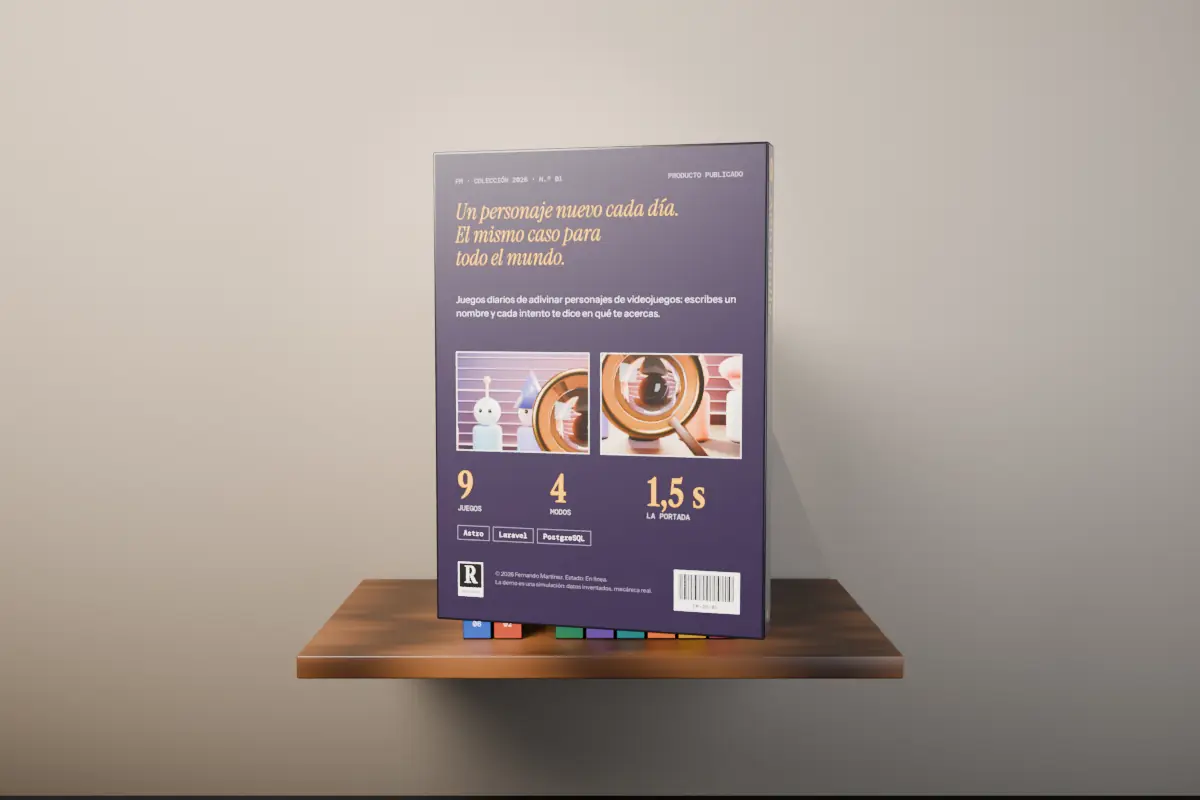 FM · COLECCIÓN 2026 · N.º 01
PRODUCTO PUBLICADO
Un personaje nuevo cada día.
El mismo caso para
todo el mundo.
Juegos diarios de adivinar personajes de videojuegos: escribes un
nombre y cada intento te dice en qué te acercas.
9
JUEGOS
4
MODOS
1,5 s
LA PORTADA
Astro
Laravel
PostgreSQL
R
© 2026 Fernando Martínez. Estado: En línea.
La demo es una simulación: datos inventados, mecánica real.
06
02